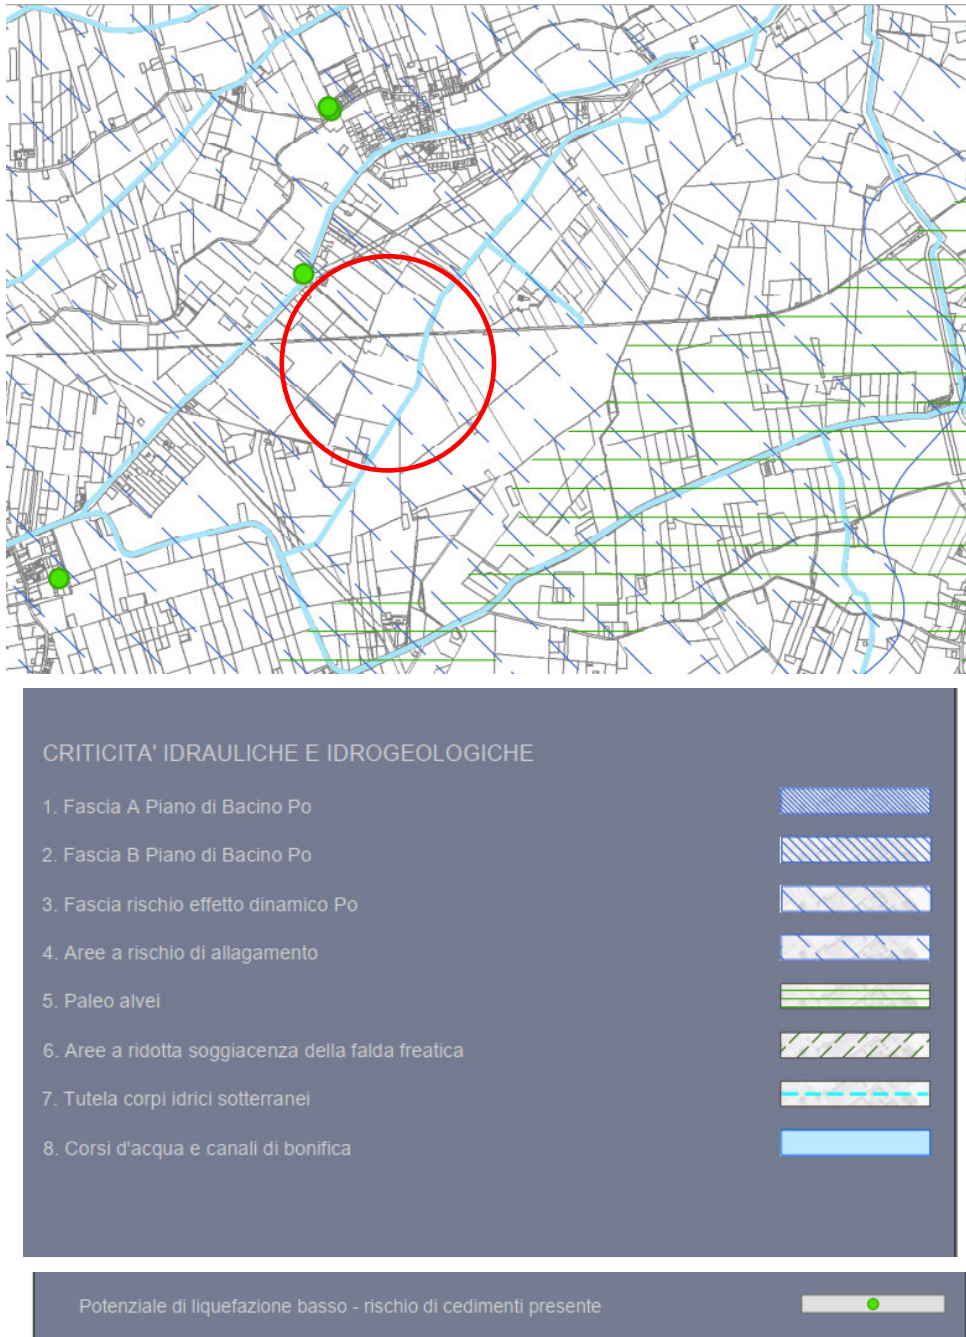 CRITICITA' IDRAULICHE E IDROGEOLOGICHE
1. Fascia A Piano di Bacino Po
2. Fascia B Piano di Bacino Po
3. Fascia rischio effetto dinamico Po
4. Aree a rischio di allagamento
5. Paleo alvei
6. Aree a ridotta soggiacenza della falda freatica
7. Tutela corpi idrici sotterranei
8. Corsi d'acqua e canali di bonifica
Potenziale di liquefazione basso - rischio di cedimenti presente